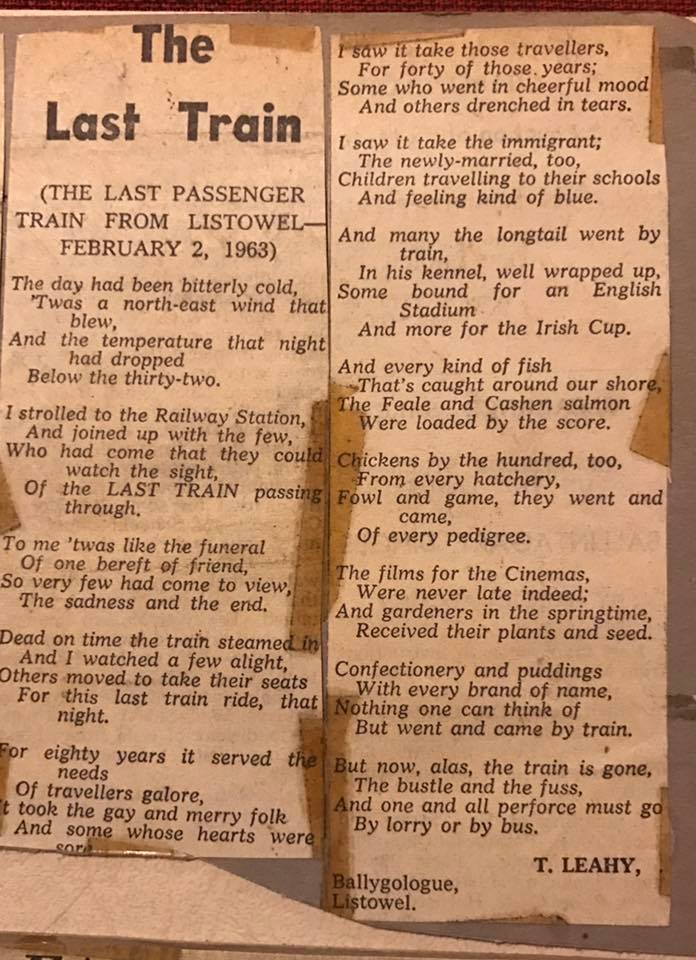 The
Last Train
(THE LAST PASSENGER
TRAIN FROM LISTOWEL—
FEBRUARY 2, 1963)
The day had been bitterly cold,
'Twas a north-east wind that
blew,
And the temperature that night
had dropped
Below the thirty-two.
I strolled to the Railway Station,
And joined up with the few,
Who had come that they could
watch the sight,
Of the LAST TRAIN passing
through.
To me 'twas like the funeral
Of one bereft of friend,
So very few had come to view,
The sadness and the end.
Dead on time the train steamed in
And I watched a few alight,
Others moved to take their seats
For this last train ride, that
night.
For eighty years it served the
needs
Of travellers galore,
It took the gay and merry folk
And some whose hearts were
sore
I saw it take those travellers,
For forty of those years;
Some who went in cheerful mood
And others drenched in tears.
I saw it take the immigrant;
The newly-married, too,
Children travelling to their schools
And feeling kind of blue.
And many the longtail went by
train,
In his kennel, well wrapped up,
Some bound for an English
Stadium
And more for the Irish Cup.
And every kind of fish
That's caught around our shore,
The Feale and Cashen salmon
Were loaded by the score.
Chickens by the hundred, too,
From every hatchery,
Fowl and game, they went and
came,
Of every pedigree.
The films for the Cinemas,
Were never late indeed;
And gardeners in the springtime,
Received their plants and seed.
Confectionery and puddings
With every brand of name,
Nothing one can think of
But went and came by train.
But now, alas, the train is gone,
The bustle and the fuss,
And one and all perforce must go
By lorry or by bus.
T. LEAHY,
Ballygologue,
Listowel.